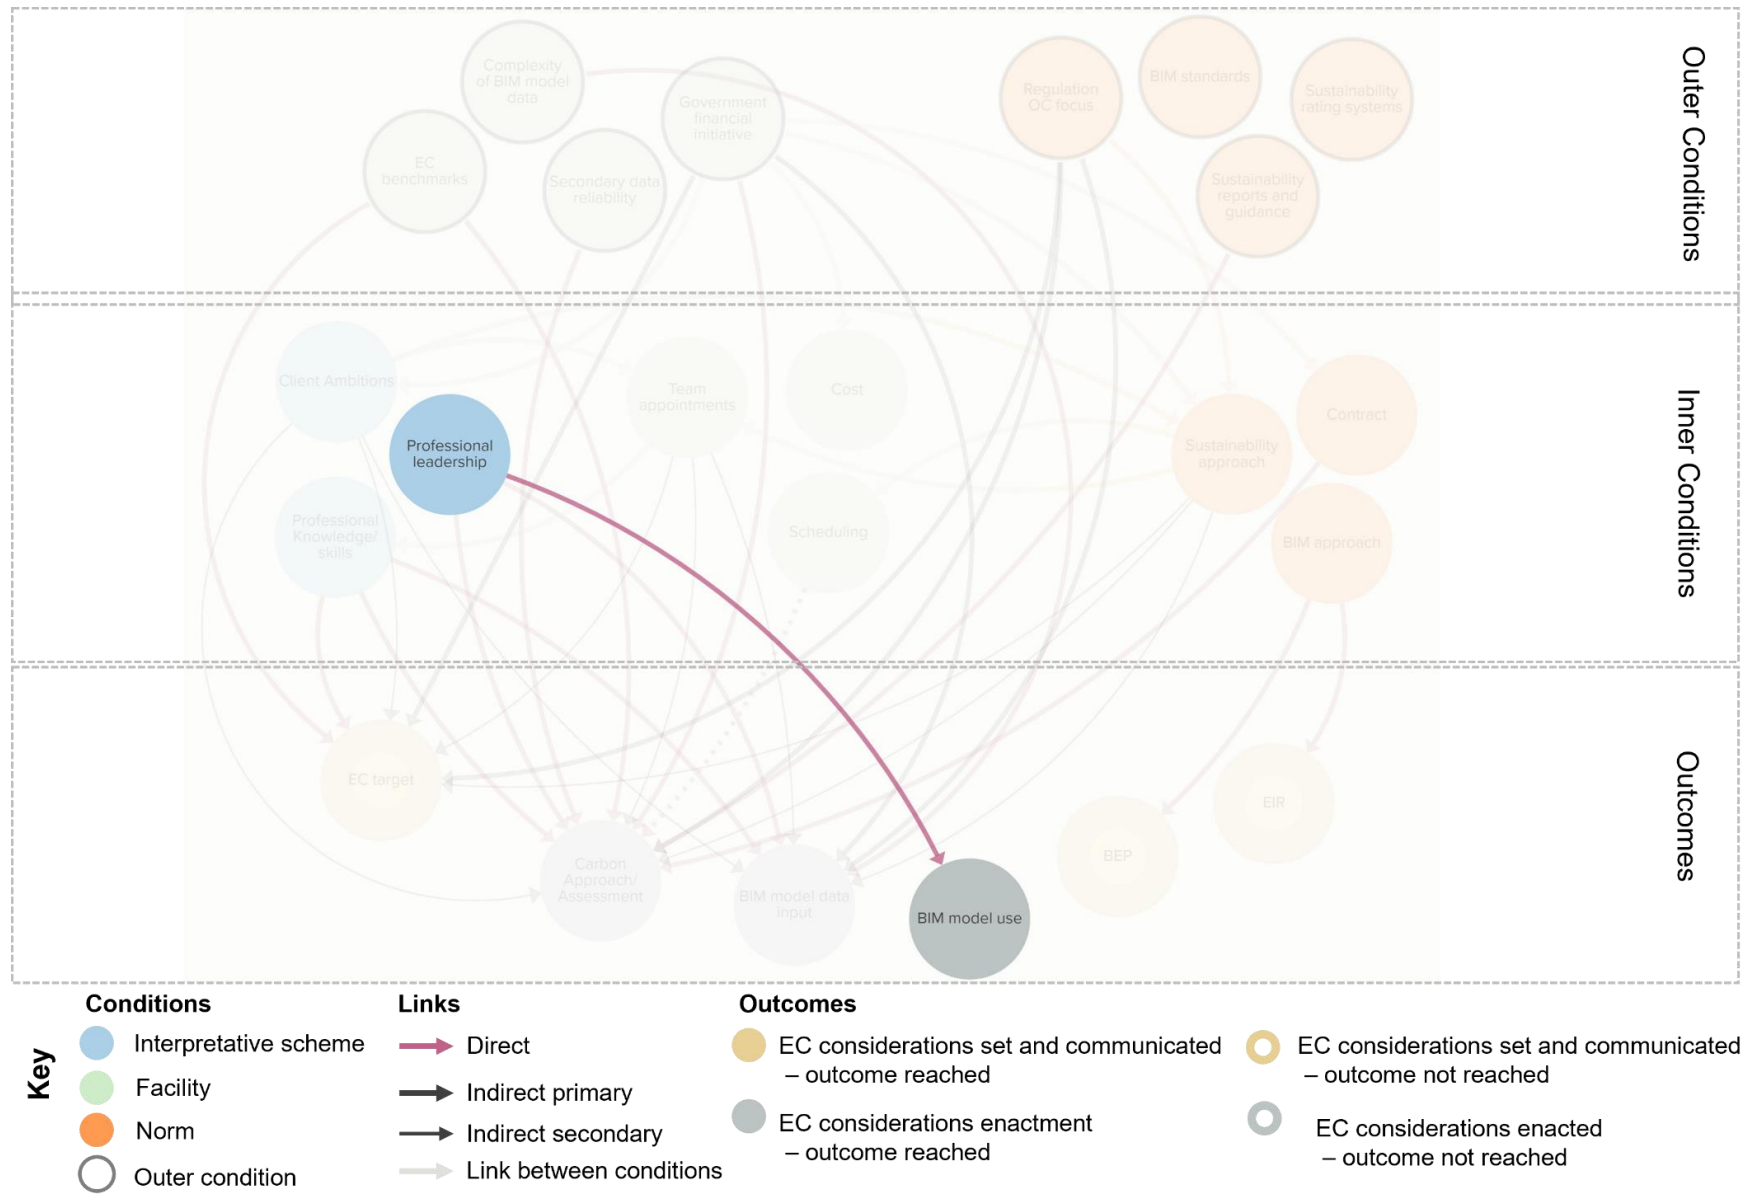 Complexity
of BIM model
data
Government
financial
initiative
EC
benchmarks
Secondary data
reliability
Regulation
OC focus
BIM standards
Sustainability
rating systems
Sustainability
reports and
guidance
Outer Conditions
Client Ambitions
Professional
leadership
Professional
Knowledge/
skills
Team
appointments
Cost
Scheduling
Sustainability
approach
Contract
BIM approach
Inner Conditions
EC target
Carbon
Approach/
Assessment
BIM model data
input
BIM model use
BEP
EIR
Outcomes
Key
Conditions
Interpretative scheme
Facility
Norm
Outer condition
Links
Direct
Indirect primary
Indirect secondary
Link between conditions
Outcomes
EC considerations set and communicated
– outcome reached
EC considerations enactment
– outcome reached
EC considerations set and communicated
– outcome not reached
EC considerations enacted
– outcome not reached